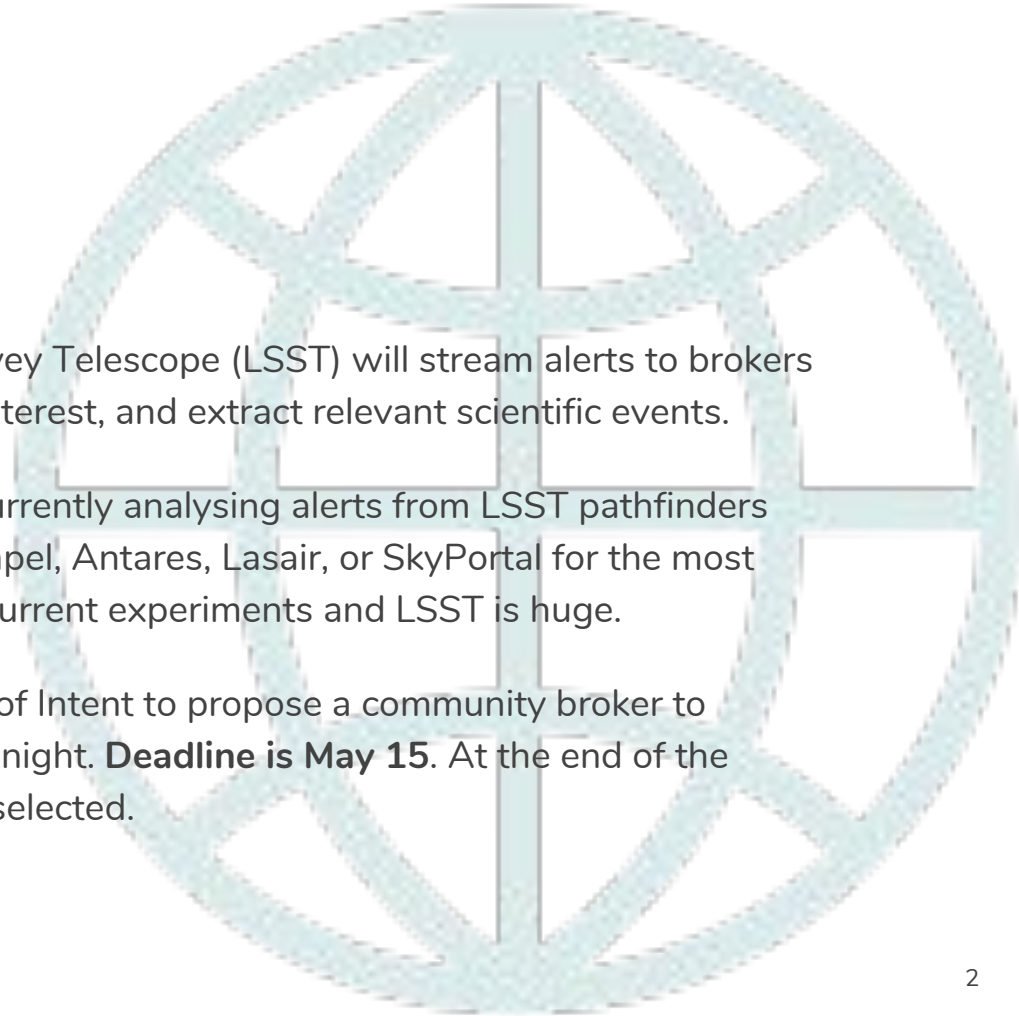 vey Telescope (LSST) will stream alerts to brokers
terest, and extract relevant scientific events.
urrently analysing alerts from LSST pathfinders
pel, Antares, Lasair, or SkyPortal for the most
urrent experiments and LSST is huge.
of Intent to propose a community broker to
night. Deadline is May 15. At the end of the
selected.
2